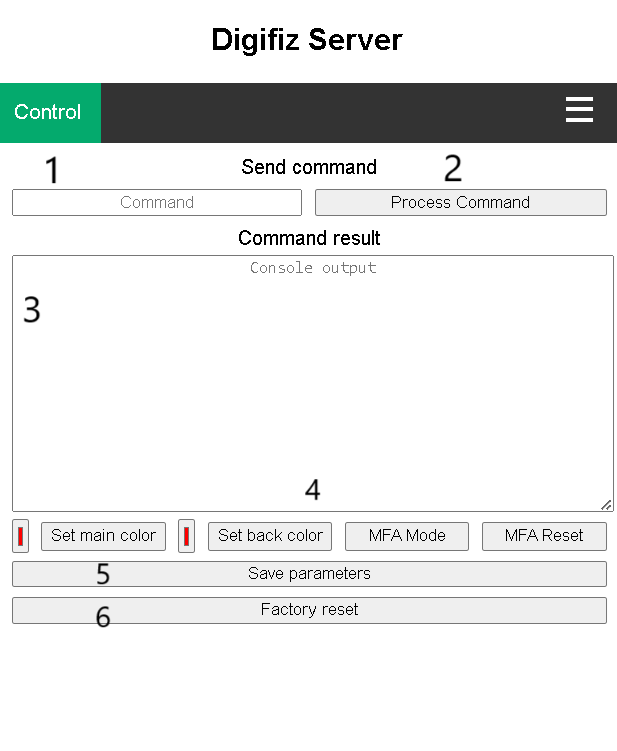 Digifiz Server
Control
1 Send command 2
Command Process Command
Command result
Console output
3
4
Set main color Set back color MFA Mode MFA Reset
5 Save parameters
6 Factory reset